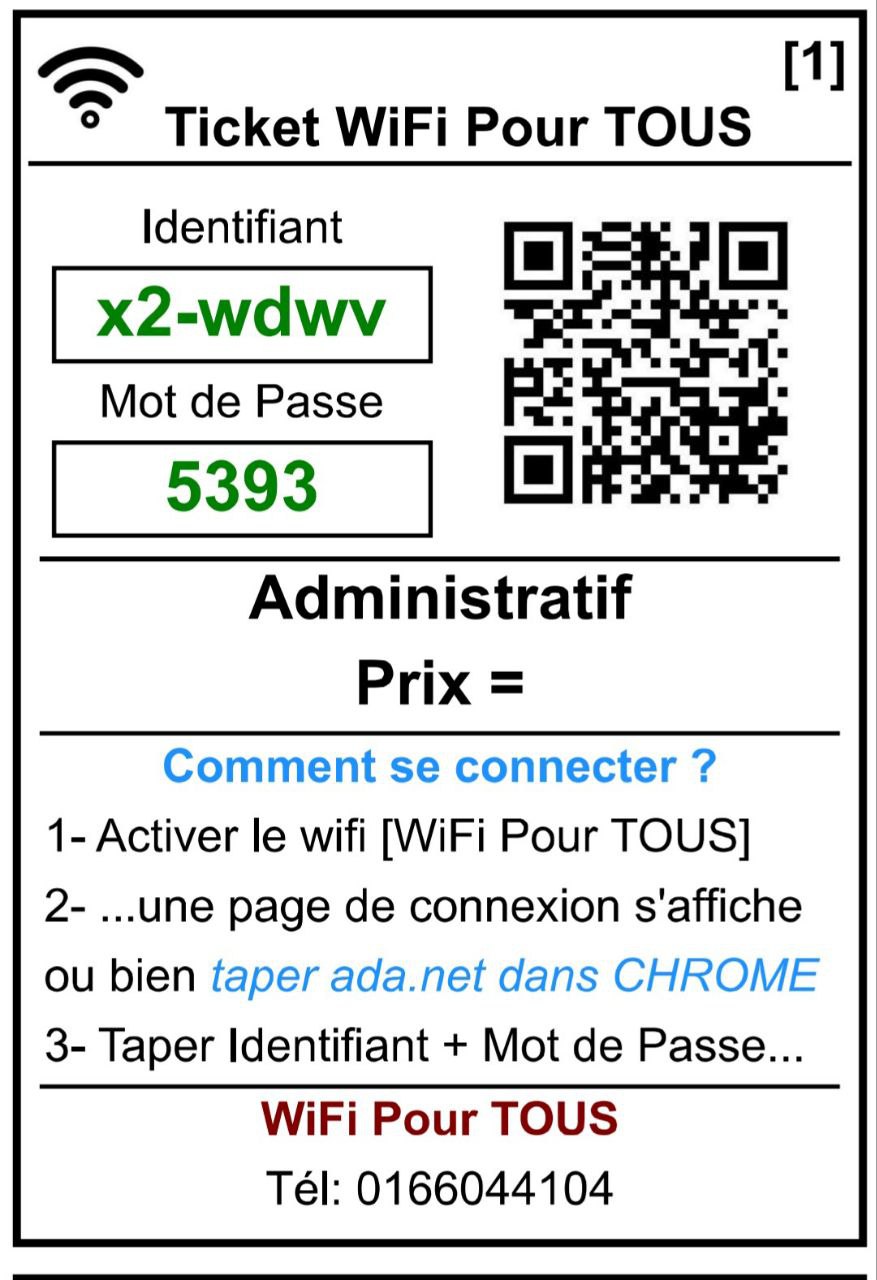 [1]
Ticket WiFi Pour TOUS
Identifiant
x2-wdwv
Mot de Passe
5393
Administratif
Prix =
Comment se connecter ?
1- Activer le wifi [WiFi Pour TOUS]
2- ...une page de connexion s'affiche
ou bien taper ada.net dans CHROME
3- Taper Identifiant + Mot de Passe...
WiFi Pour TOUS
Tél: 0166044104